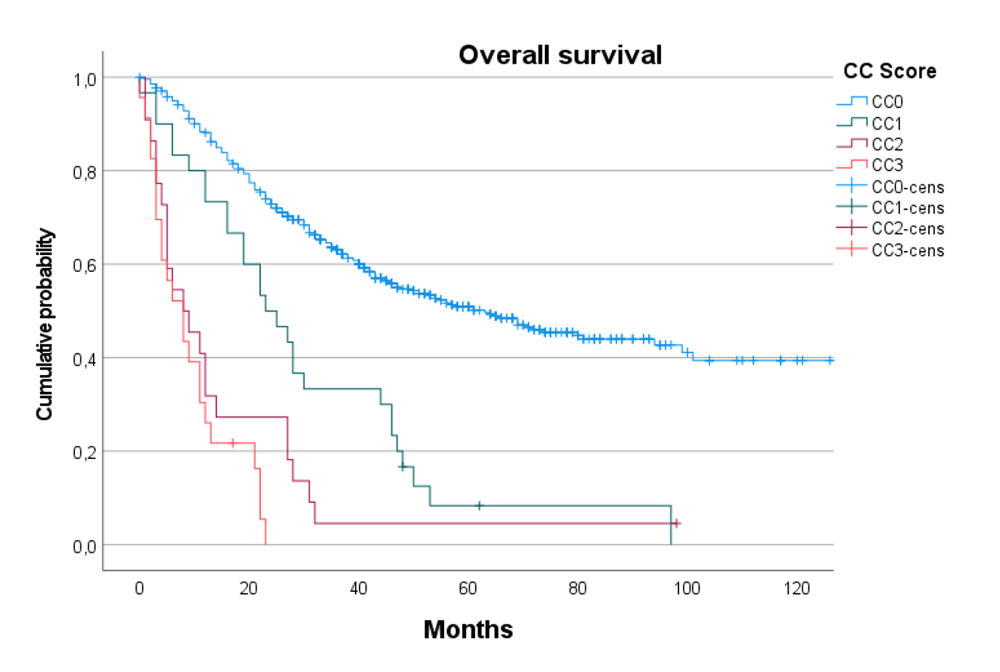 Overall survival
CC Score
CC0
CC1
CC2
CC3
CC0-cens
CC1-cens
CC2-cens
CC3-cens
Cumulative probability
1,0
0,8
0,6
0,4
0,2
0,0
0 20 40 60 80 100 120
Months